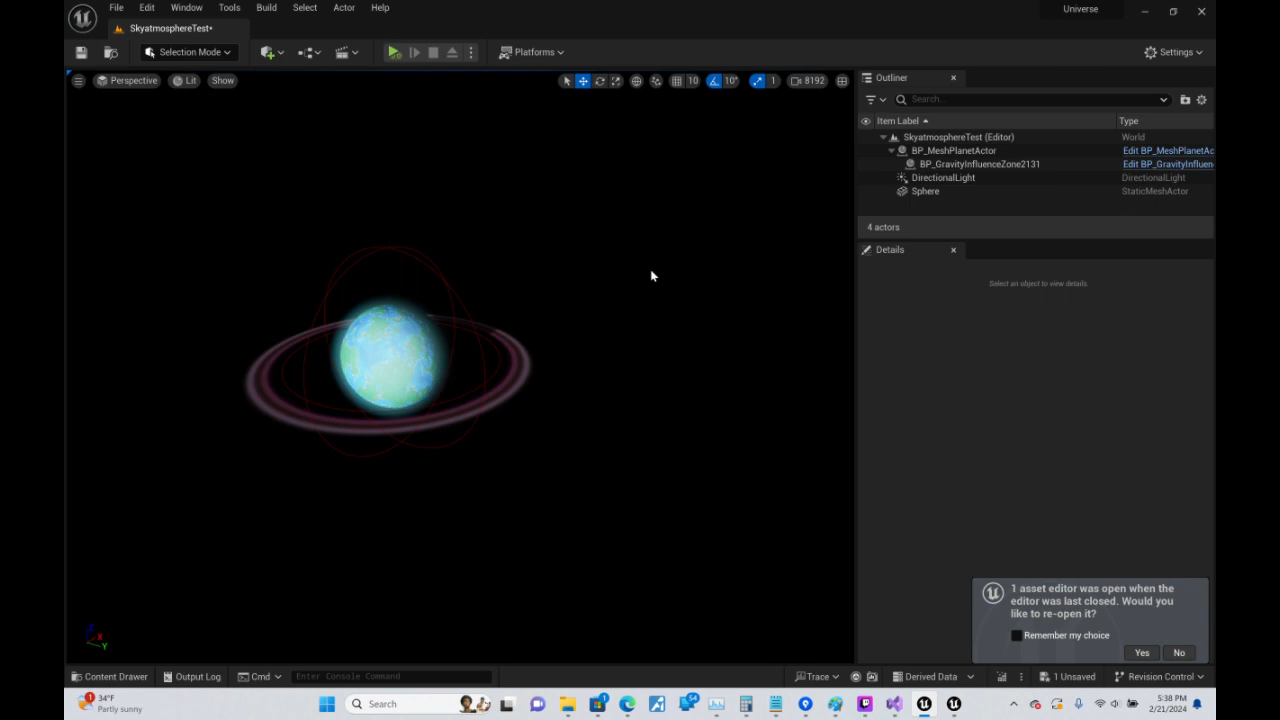 File Edit Window Tools Build Select Actor Help
Universe
SkyatmosphereTest*
Selection Mode
Platforms
Settings
Perspective
Lit
Show
10
10°
1
8192
Outliner
Search...
Item Label
Type
SkyatmosphereTest (Editor)
World
BP_MeshPlanetActor
Edit BP_MeshPlanetAc
BP_GravityInfluenceZone2131
Edit BP_GravityInfluen
DirectionalLight
DirectionalLight
Sphere
StaticMeshActor
4 actors
Details
Select an object to view details.
1 asset editor was open when the
editor was last closed. Would you
like to re-open it?
Remember my choice
Yes
No
Z
X
Y
Content Drawer
Output Log
Cmd
Enter Console Command
Trace
Derived Data
1 Unsaved
Revision Control
1
34°F
Partly sunny
Search
1
54
5:38 PM
2/21/2024